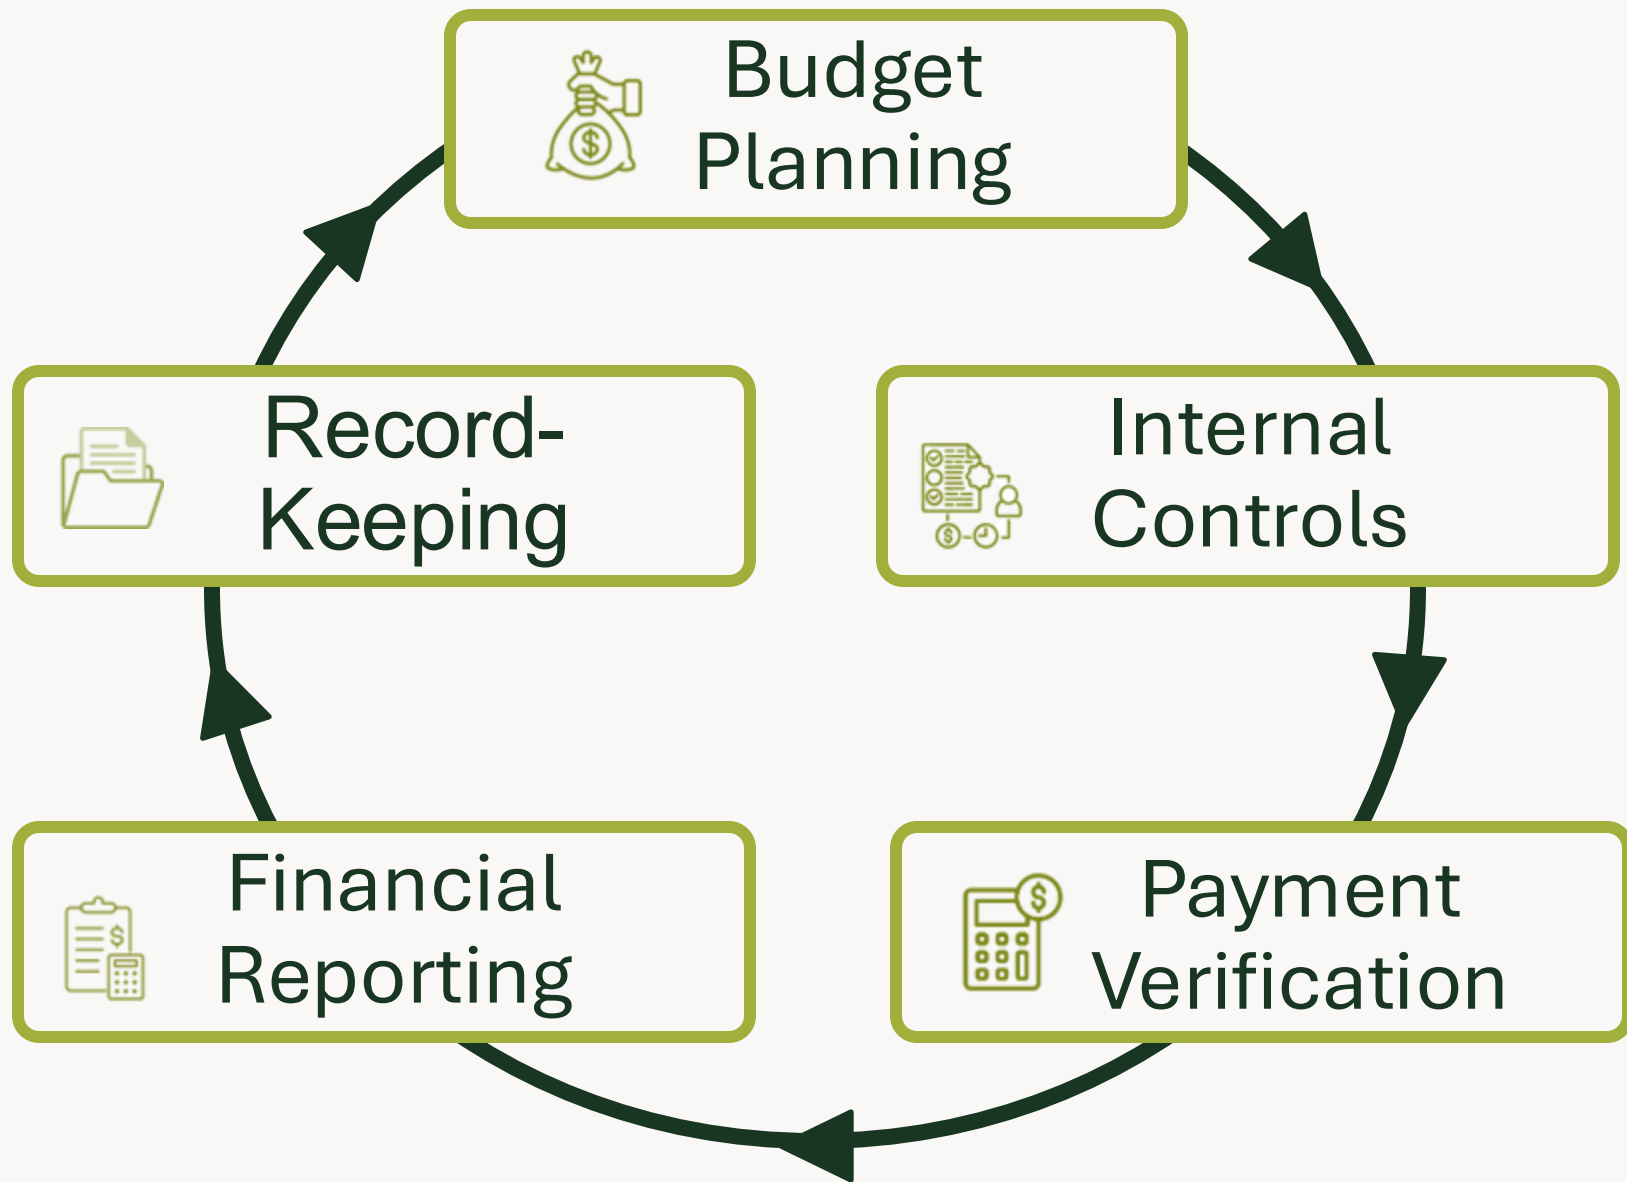 Budget
Planning
Internal
Controls
Payment
Verification
Financial
Reporting
Record-
Keeping